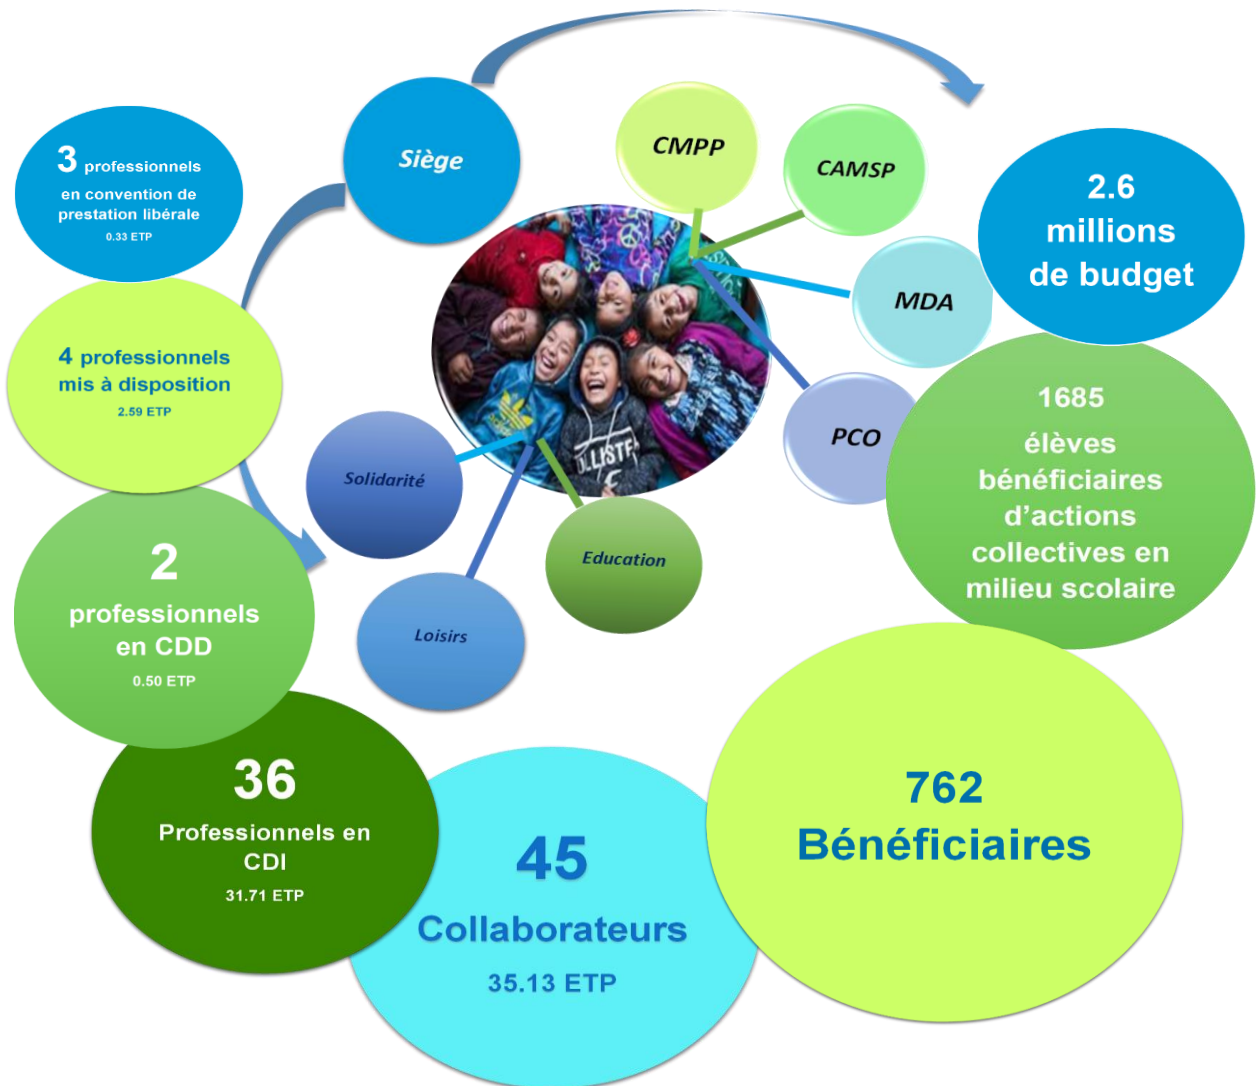 Siège
CMPP
CAMSP
MDA
PCO
3 professionnels
en convention de
prestation libérale
0.33 ETP
4 professionnels
mis à disposition
2.59 ETP
2
professionnels
en CDD
0.50 ETP
36
Professionnels en
CDI
31.71 ETP
45
Collaborateurs
35.13 ETP
762
Bénéficiaires
1685
élèves
bénéficiaires
d'actions
collectives en
milieu scolaire
2.6
millions
de budget
Solidarité
Loisirs
Education
adidas
OLLISTE